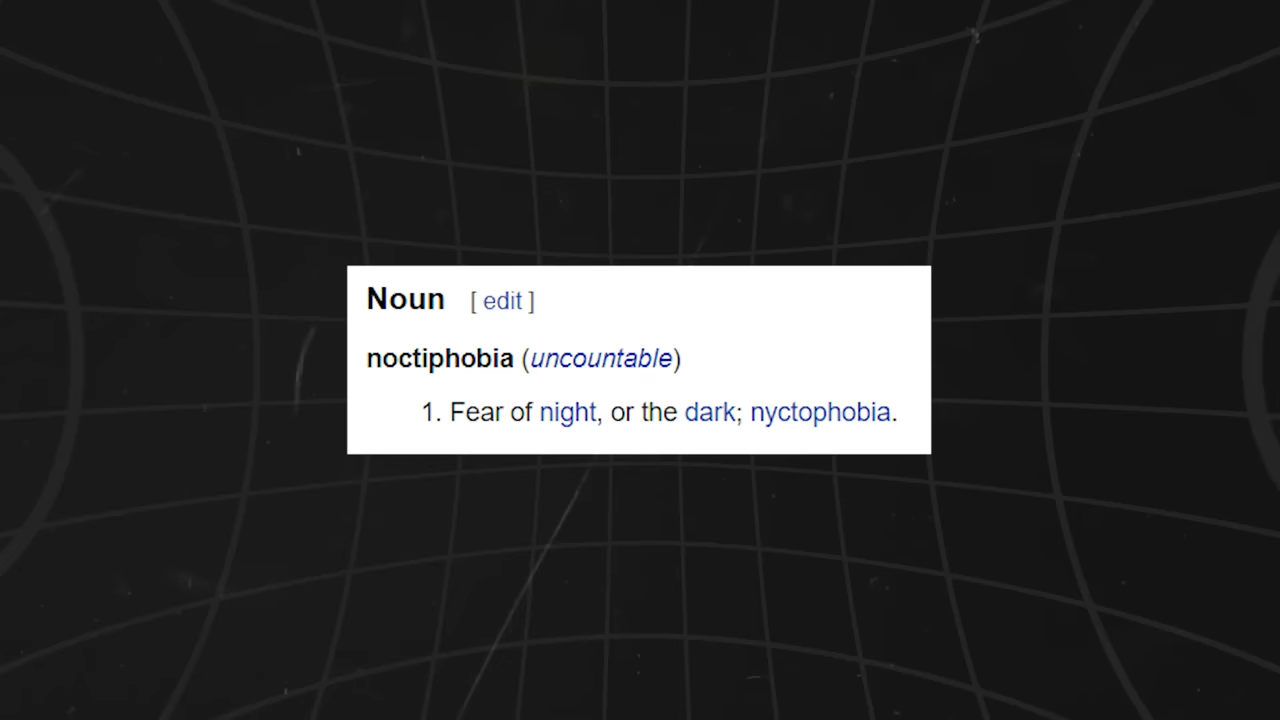 Noun [ edit ]
noctiphobia (uncountable)
1. Fear of night, or the dark; nyctophobia.